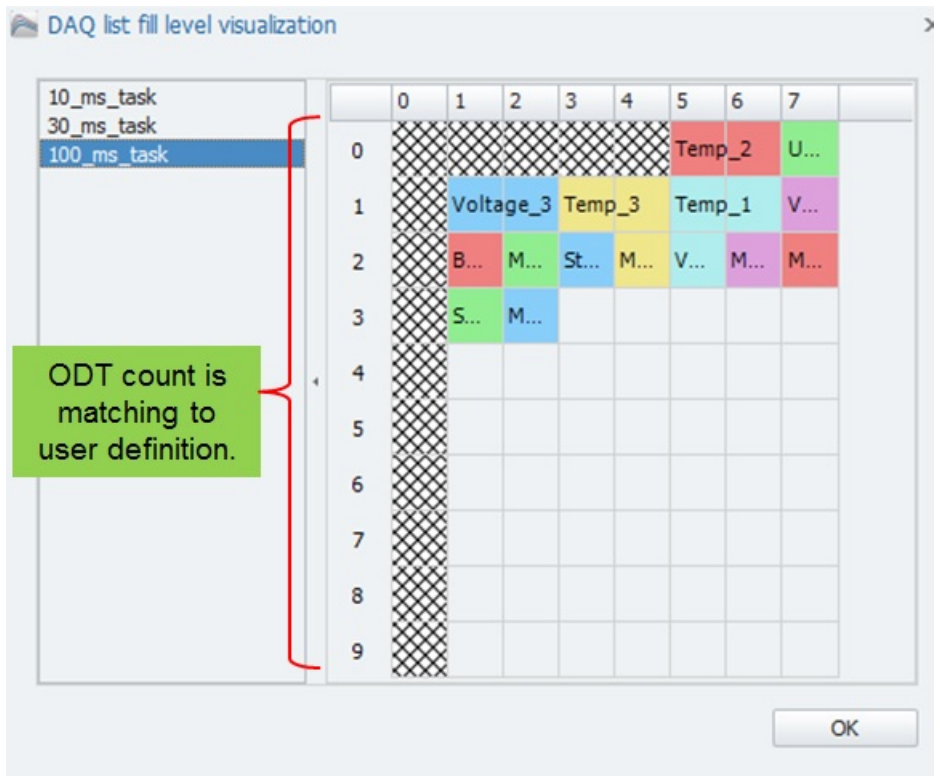 DAQ list fill level visualization
10_ms_task
30_ms_task
100_ms_task
0 1 2 3 4 5 6 7
0 Temp_2 U...
1 Voltage_3 Temp_3 Temp_1 V...
2 B... M... St... M... V... M... M...
3 S... M...
4
5
6
7
8
9
ODT count is
matching to
user definition.
OK